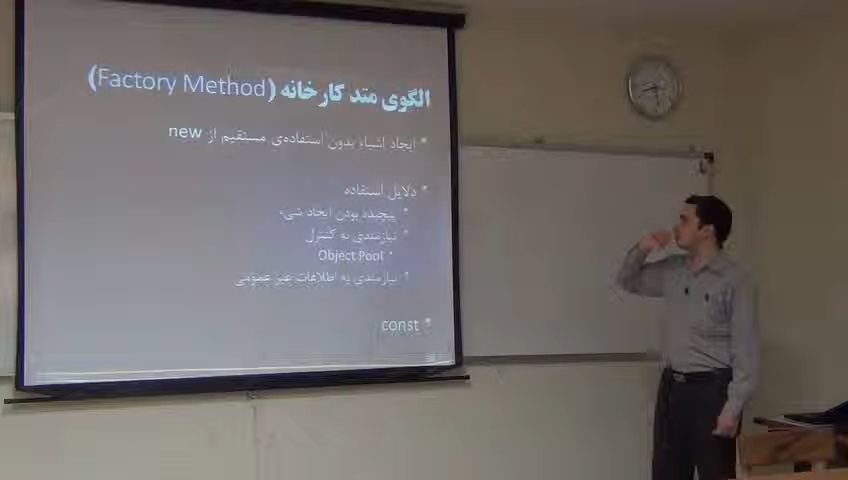 الگوی متد کارخانه (Factory Method)
ایجاد اشیاء بدون استفاده‌ی مستقیم از new
دلایل استفاده
پیچیده بودن ایجاد شیء
نیازمندی به کنترل
Object Pool
نیازمندی به اطلاعات غیر عمومی
const